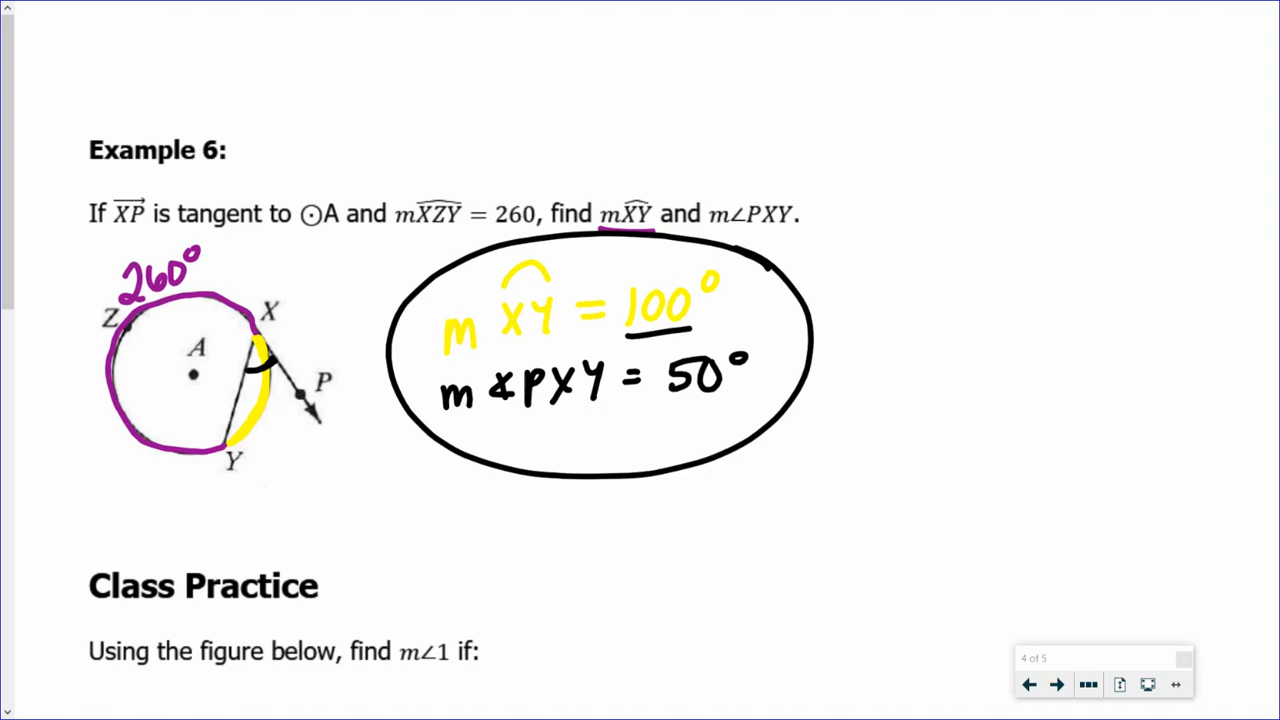 Example 6:
If XP⃗ is tangent to ⊙A and mXZY͡ = 260, find mXY͡ and m∠PXY.
260°
Z
X
A
P
Y
m XY͡ = 100°
m∠PXY = 50°
Class Practice
Using the figure below, find m∠1 if:
4 of 5